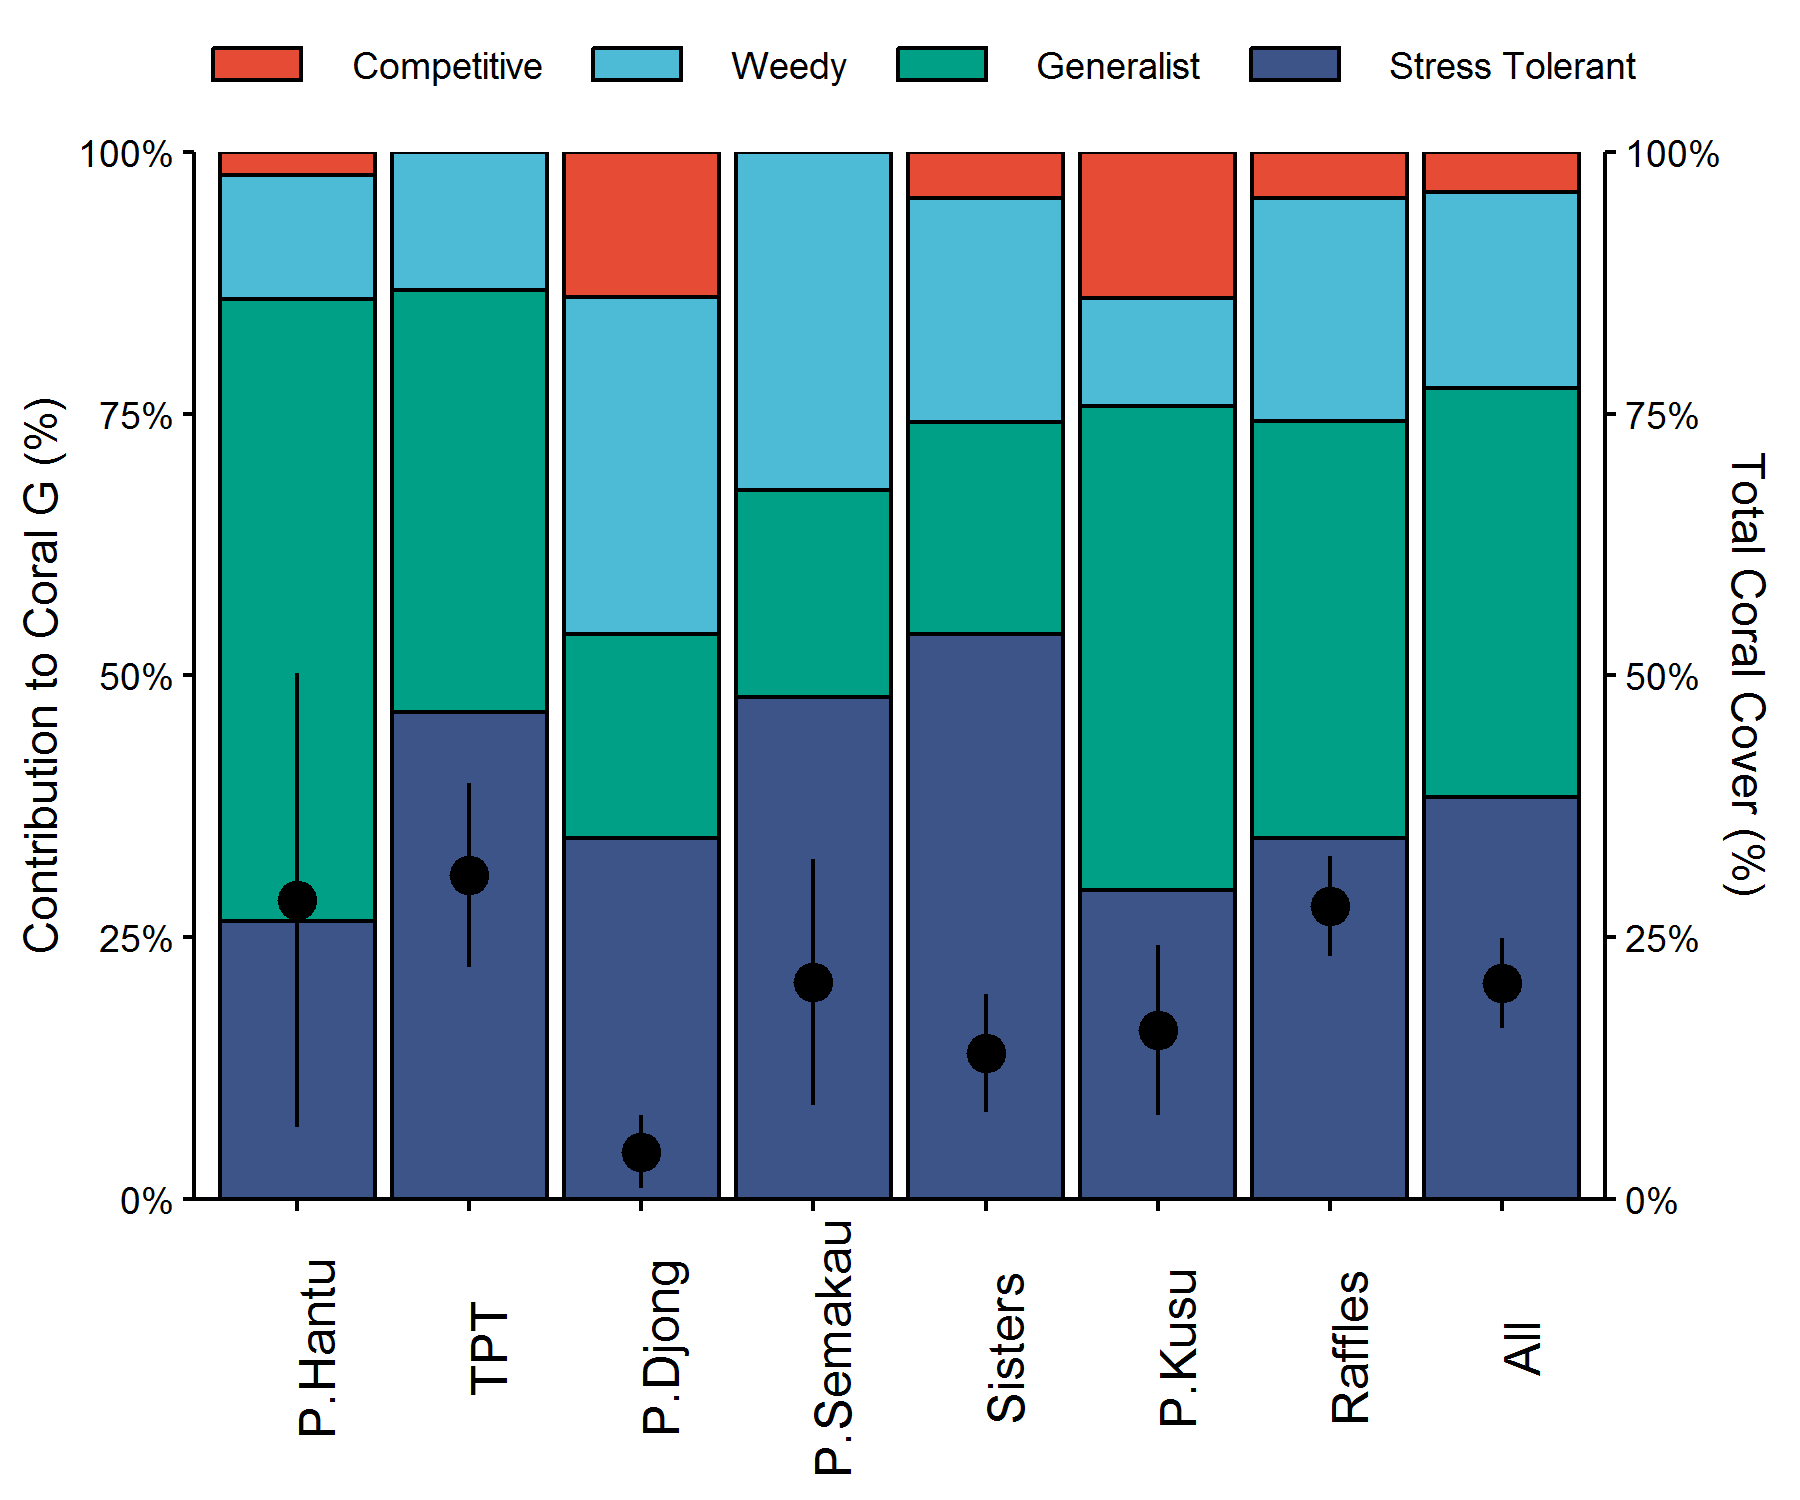 Competitive Weedy Generalist Stress Tolerant
Contribution to Coral G (%)
100%
75%
50%
25%
0%
100%
75%
50%
25%
0%
Total Coral Cover (%)
P.Hantu
TPT
P.Djong
P.Semakau
Sisters
P.Kusu
Raffles
All